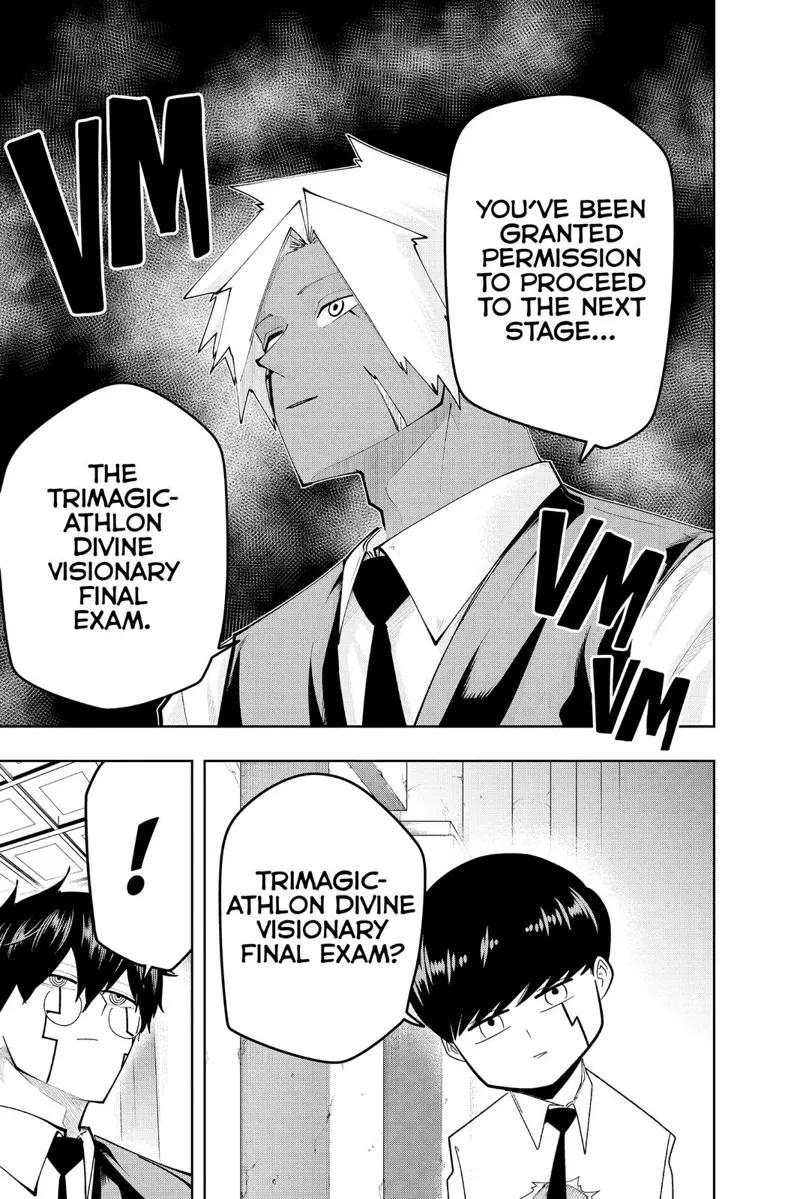 YOU'VE BEEN
GRANTED
PERMISSION
TO PROCEED
TO THE NEXT
STAGE...
VM
THE
TRIMAGIC-
ATHLON
DIVINE
VISIONARY
FINAL
EXAM.
VM
VM
TRIMAGIC-
ATHLON DIVINE
VISIONARY
FINAL EXAM?
!